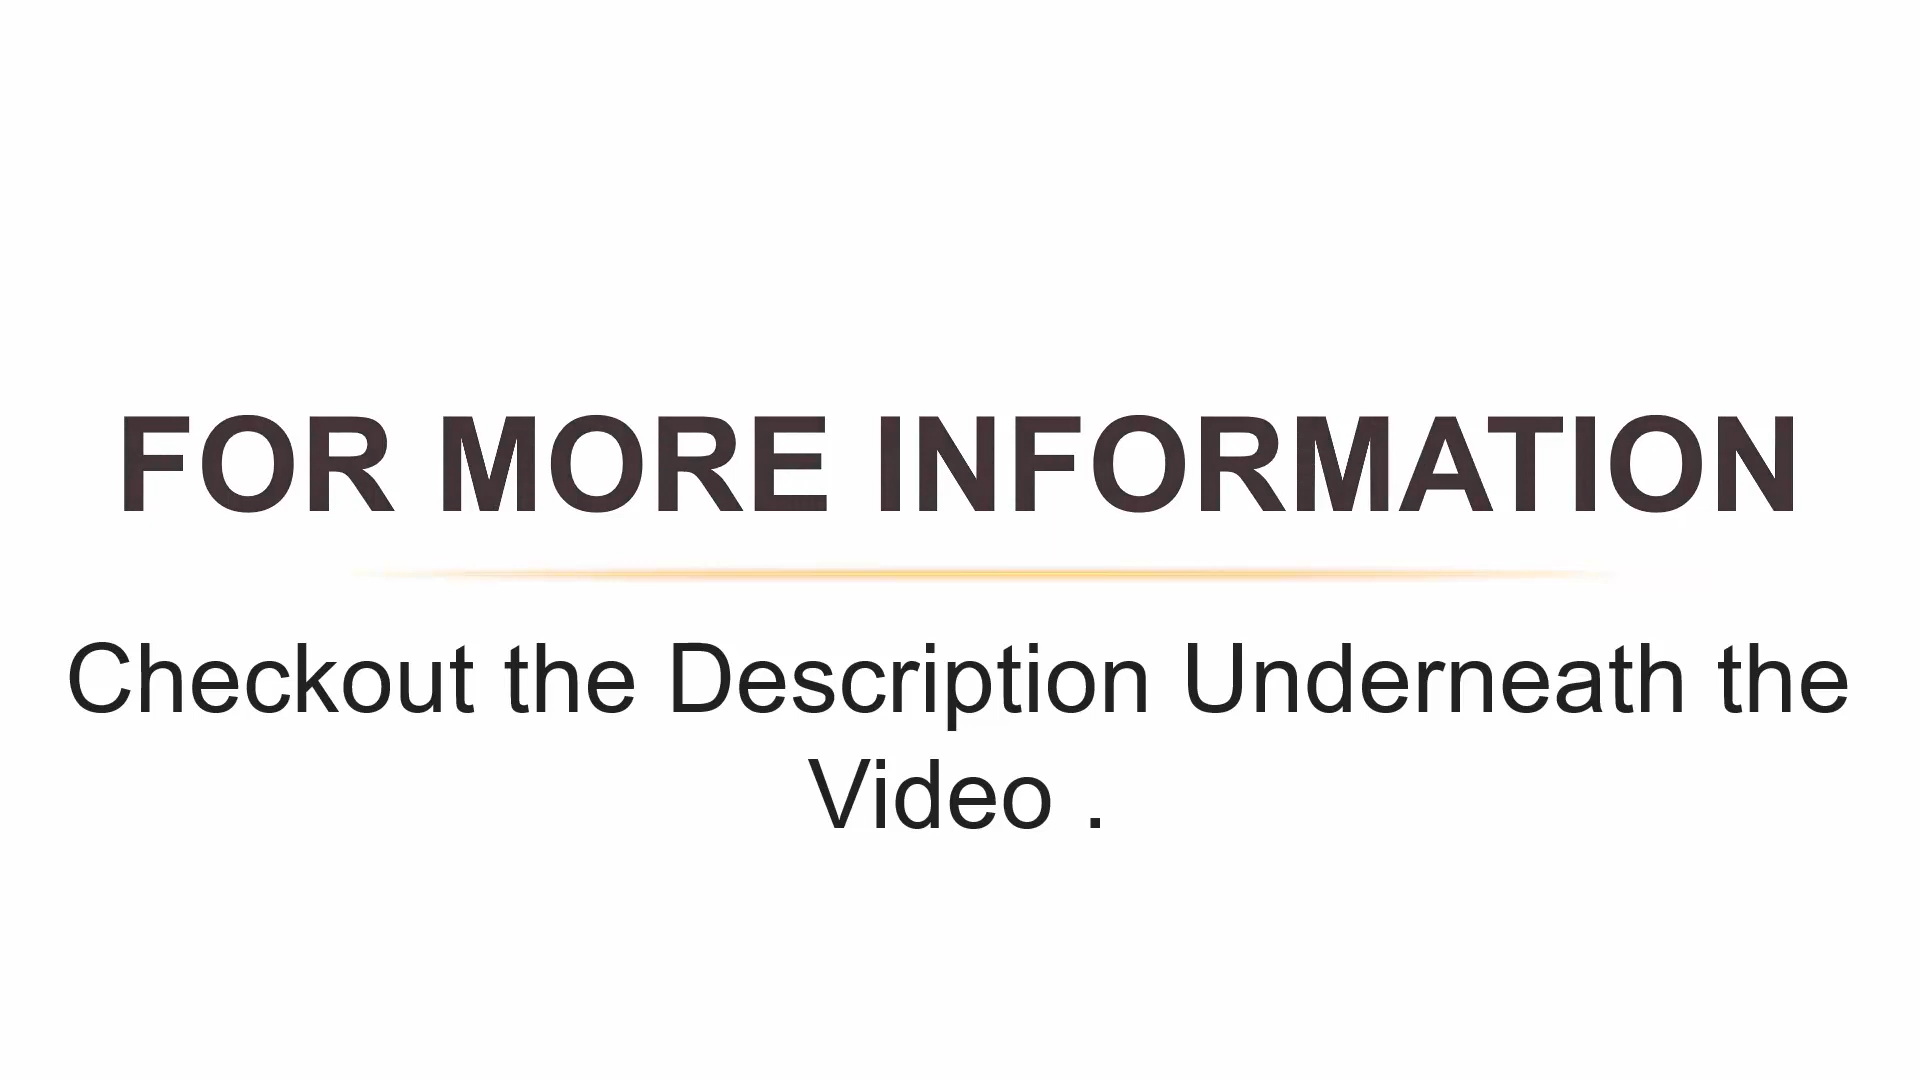 FOR MORE INFORMATION
Checkout the Description Underneath the
Video .